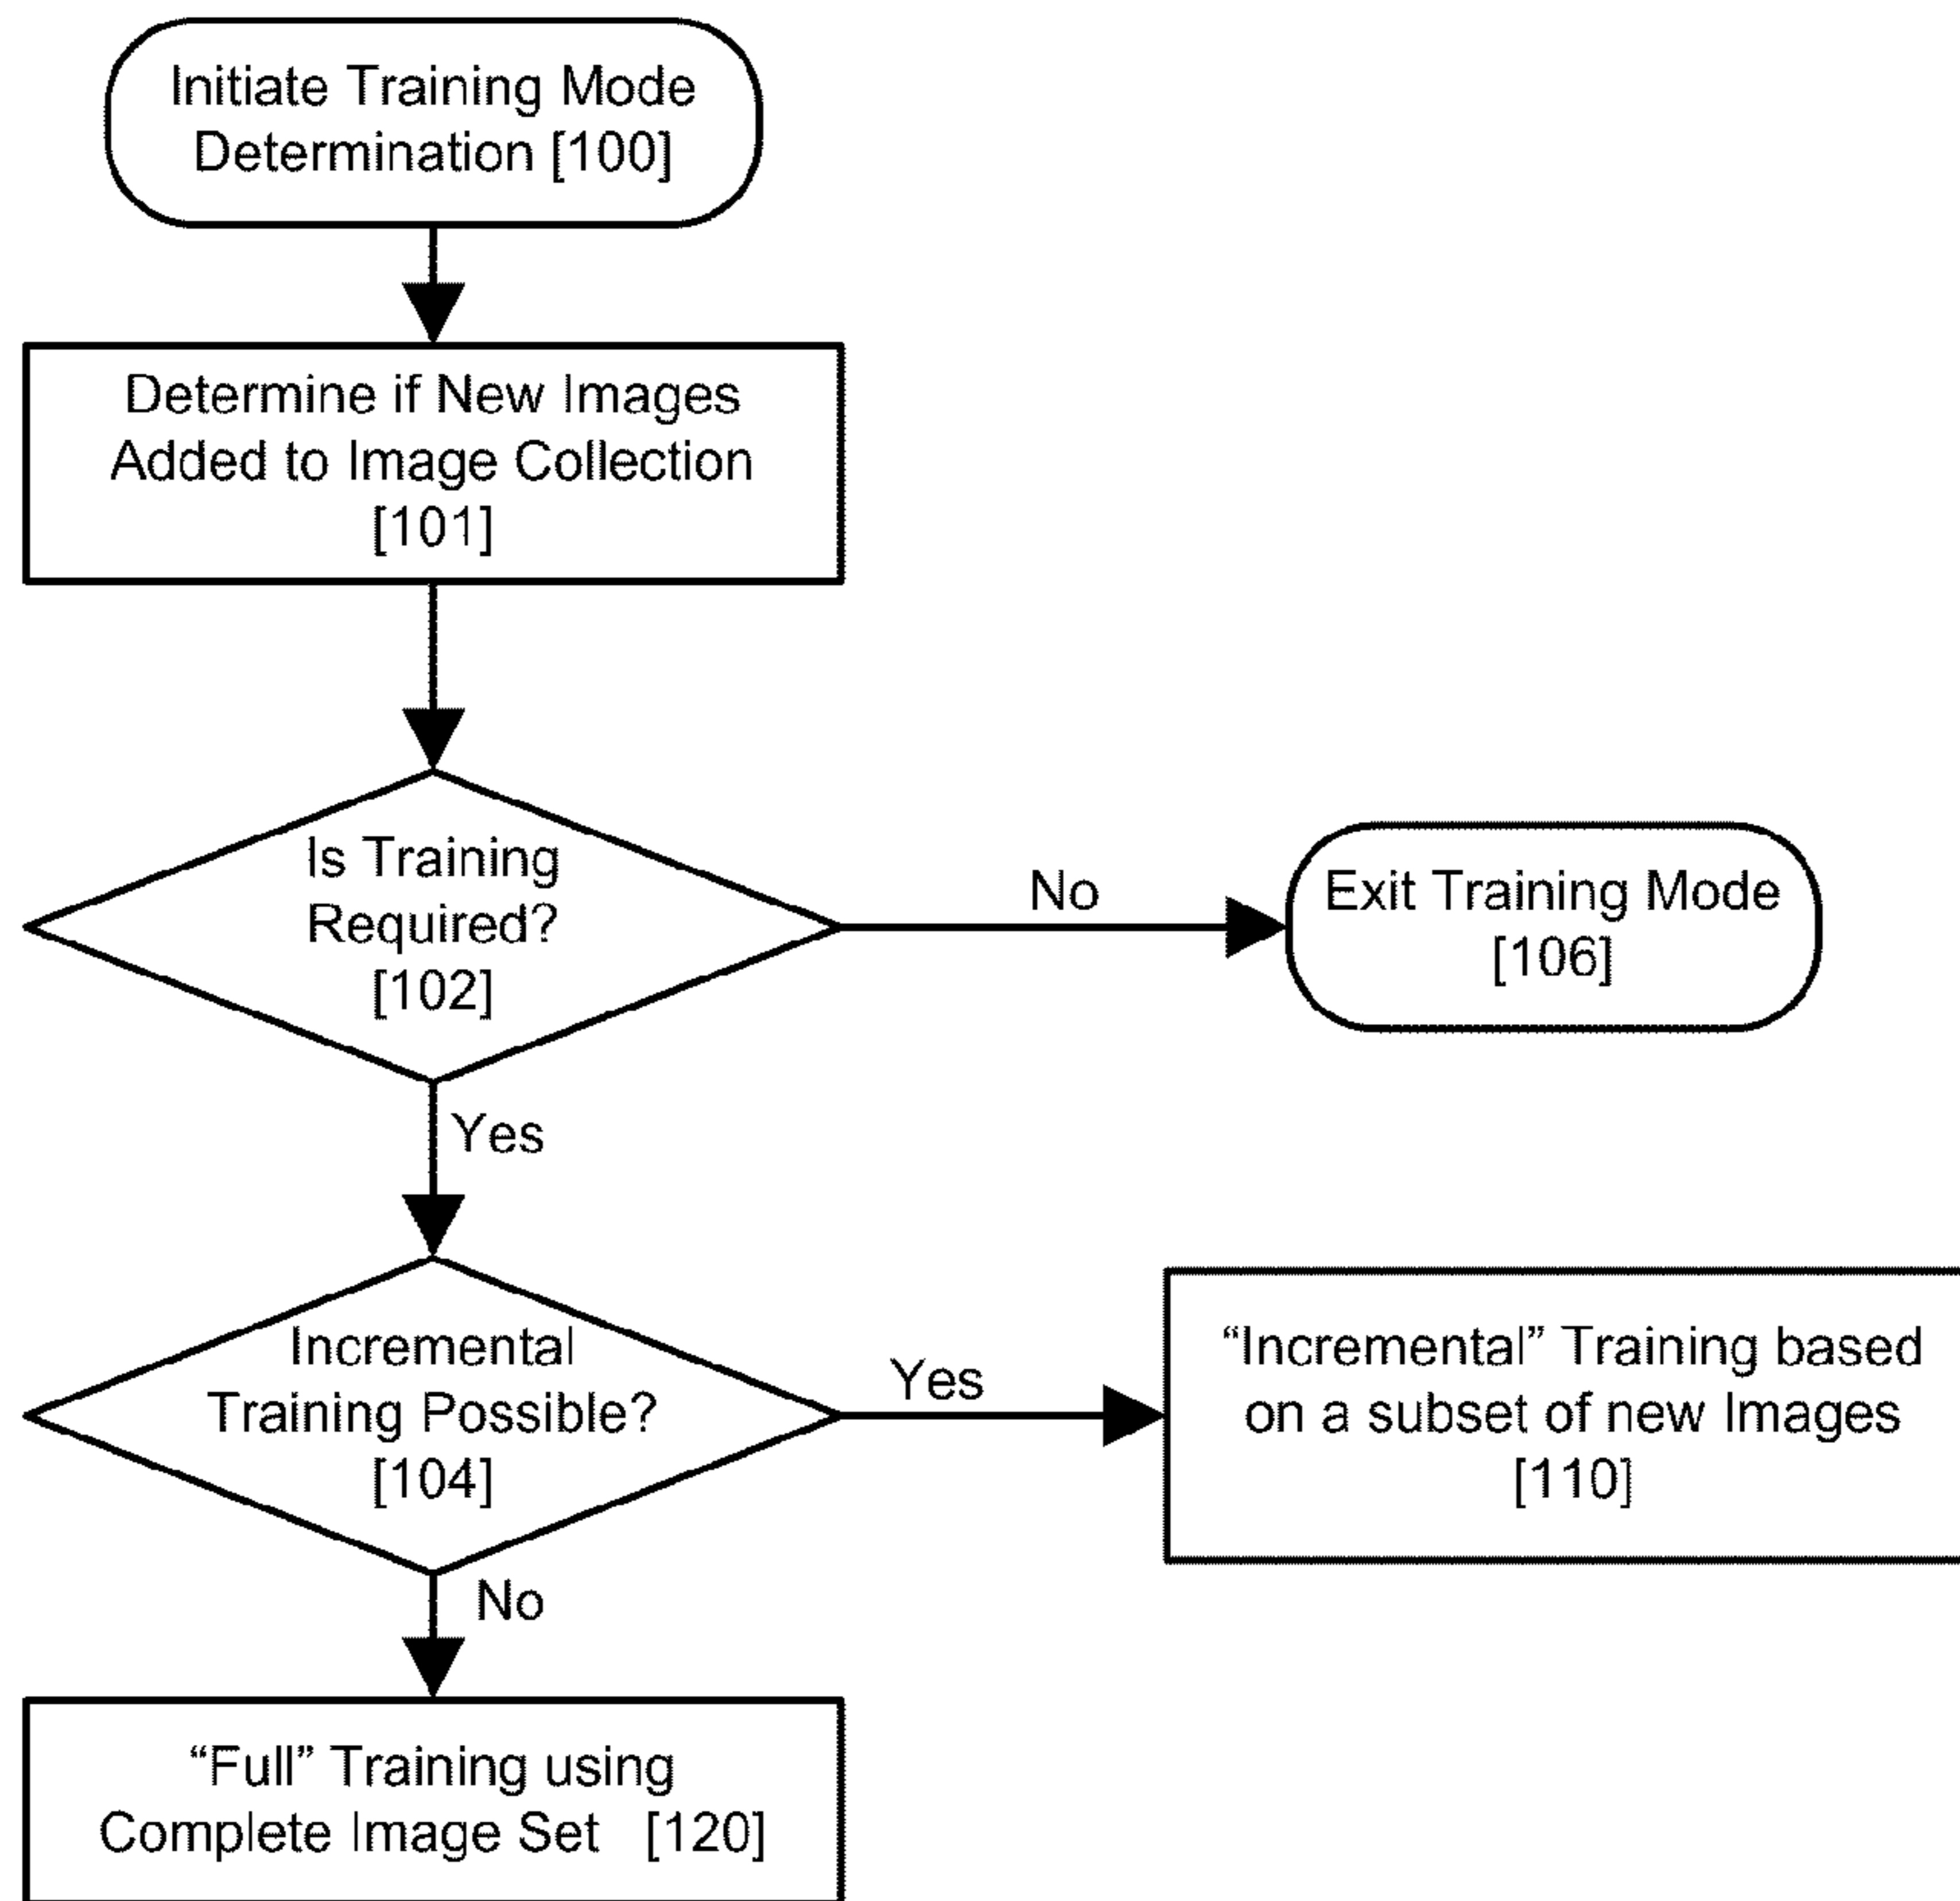 Initiate Training Mode
Determination [100]
Determine if New Images
Added to Image Collection
[101]
Is Training
Required?
[102]
No
Exit Training Mode
[106]
Yes
Incremental
Training Possible?
[104]
Yes
“Incremental” Training based
on a subset of new Images
[110]
No
“Full” Training using
Complete Image Set [120]